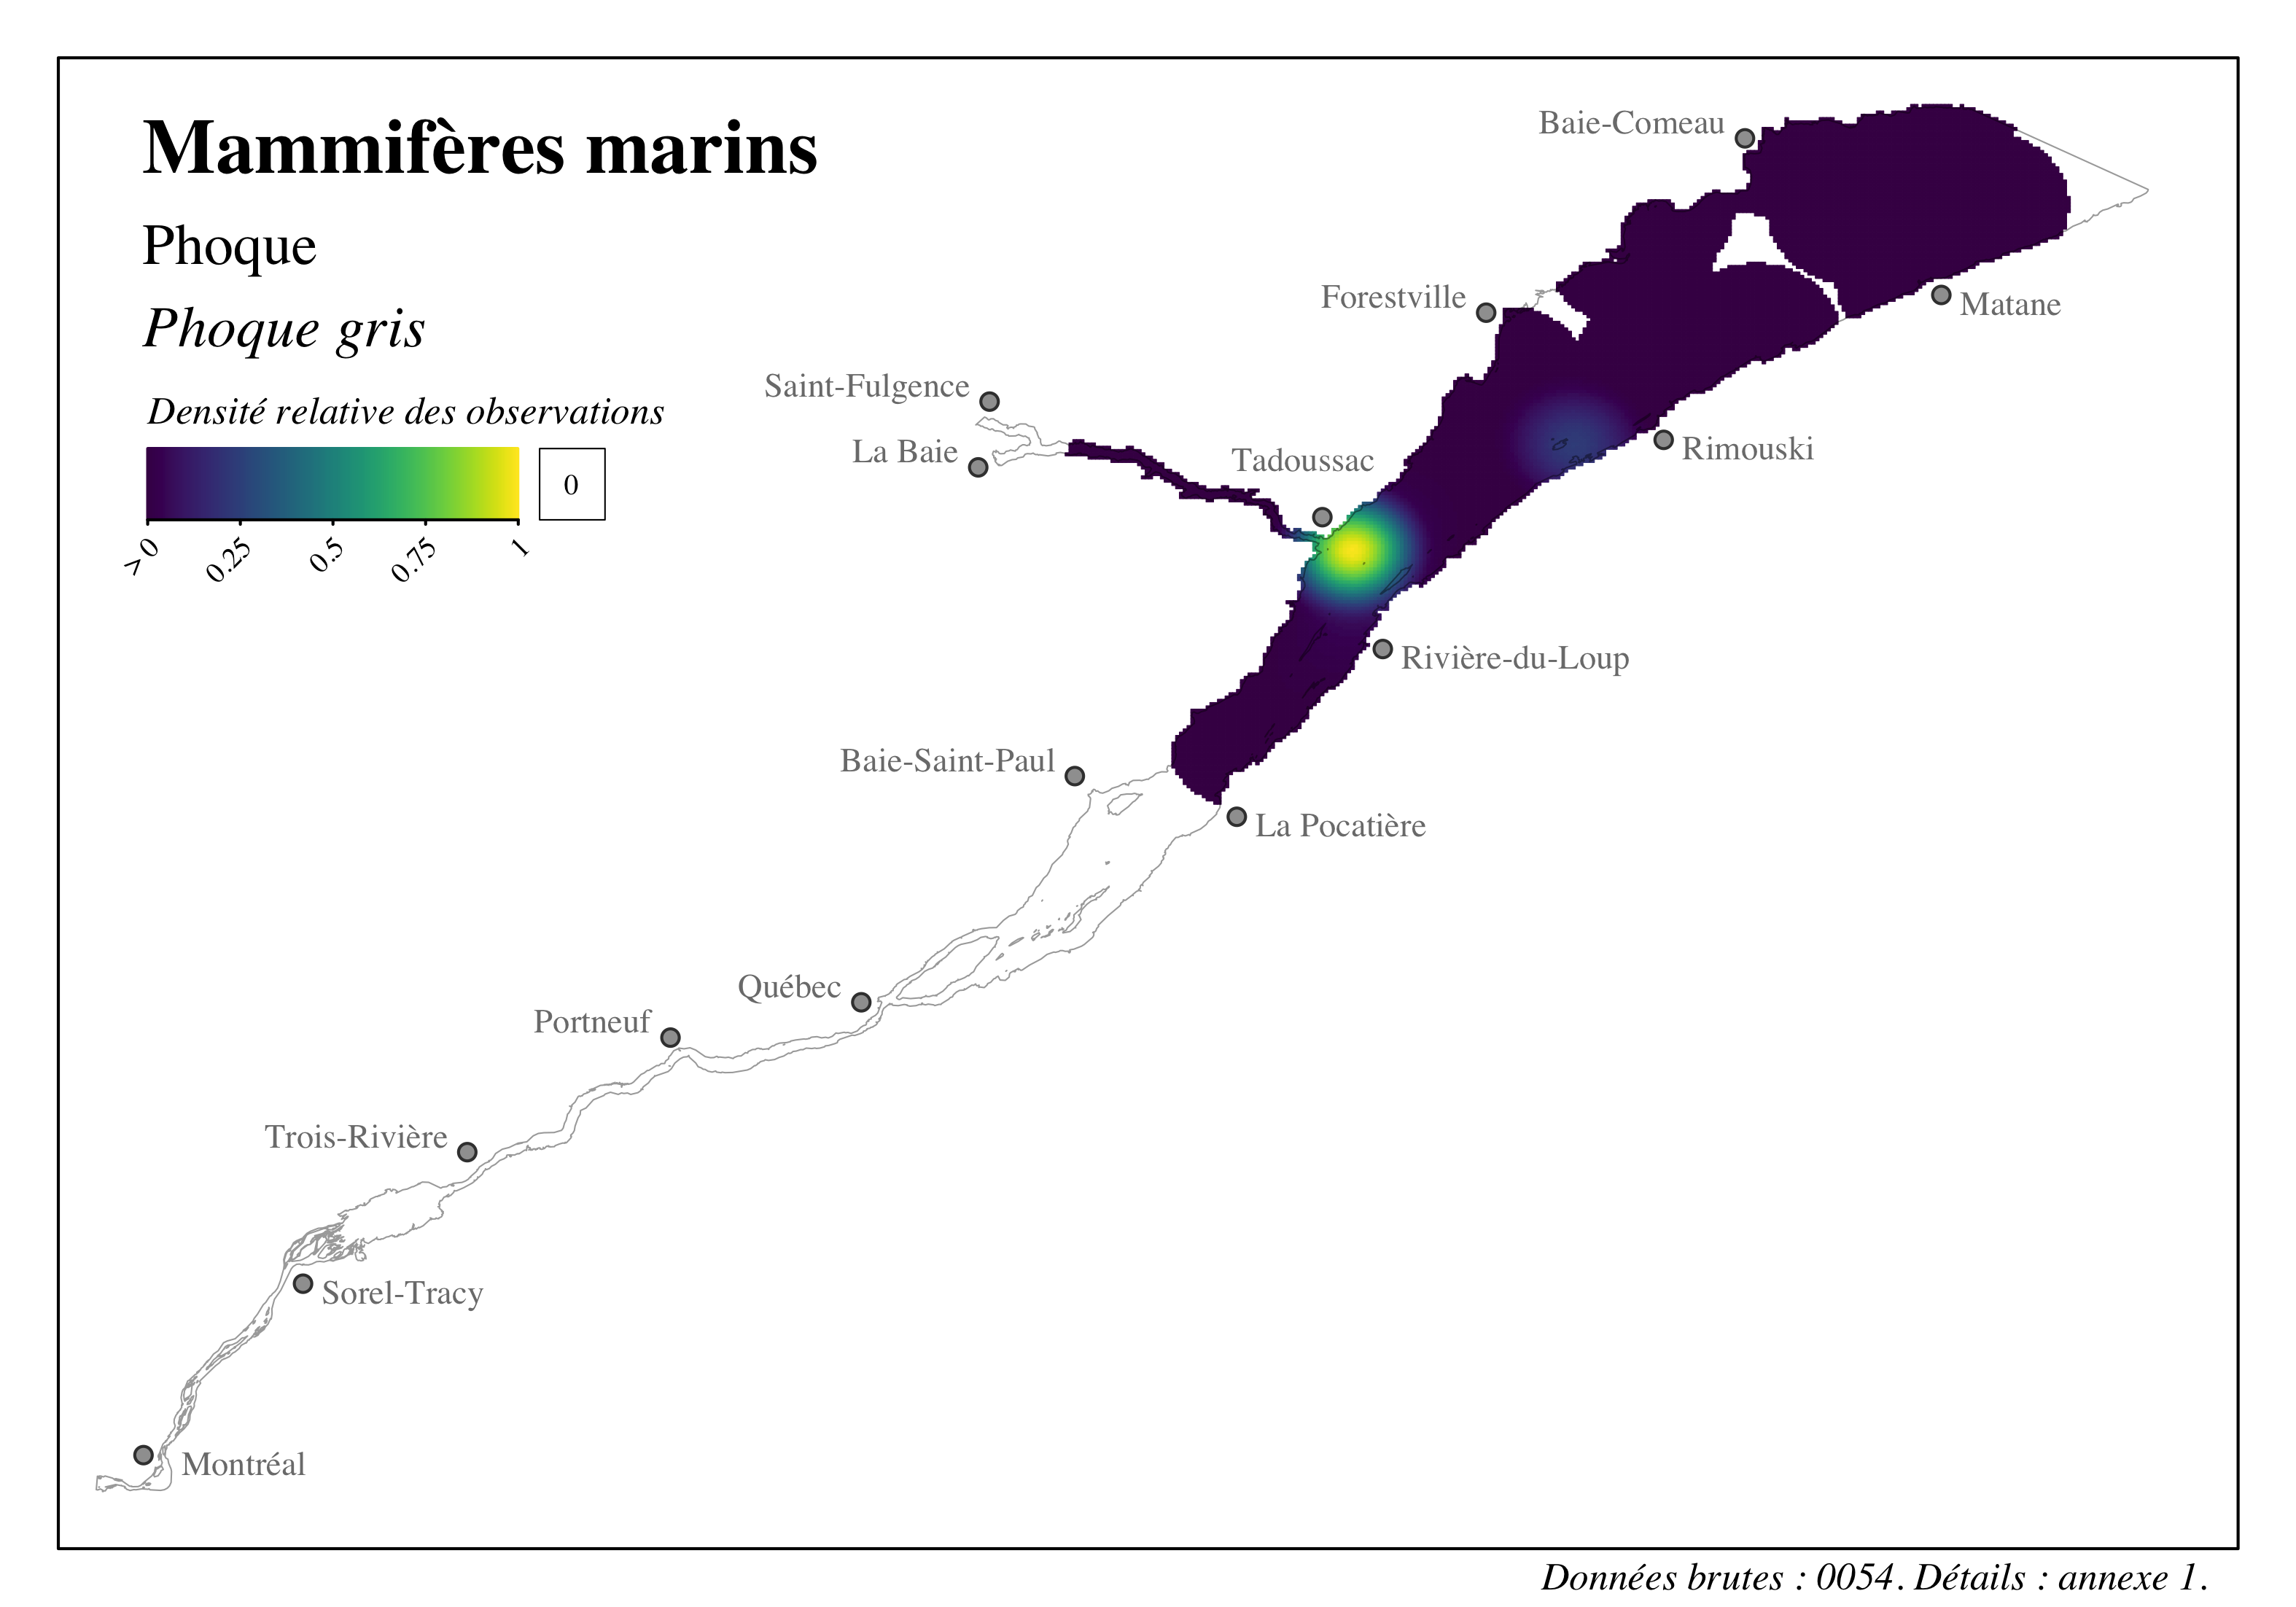 Mammifères marins
Phoque
Phoque gris
Densité relative des observations
0
> 0
0.25
0.5
0.75
1
Baie-Comeau
Forestville
Matane
Saint-Fulgence
La Baie
Tadoussac
Rimouski
Rivière-du-Loup
Baie-Saint-Paul
La Pocatière
Québec
Portneuf
Trois-Rivière
Sorel-Tracy
Montréal
Données brutes : 0054. Détails : annexe 1.